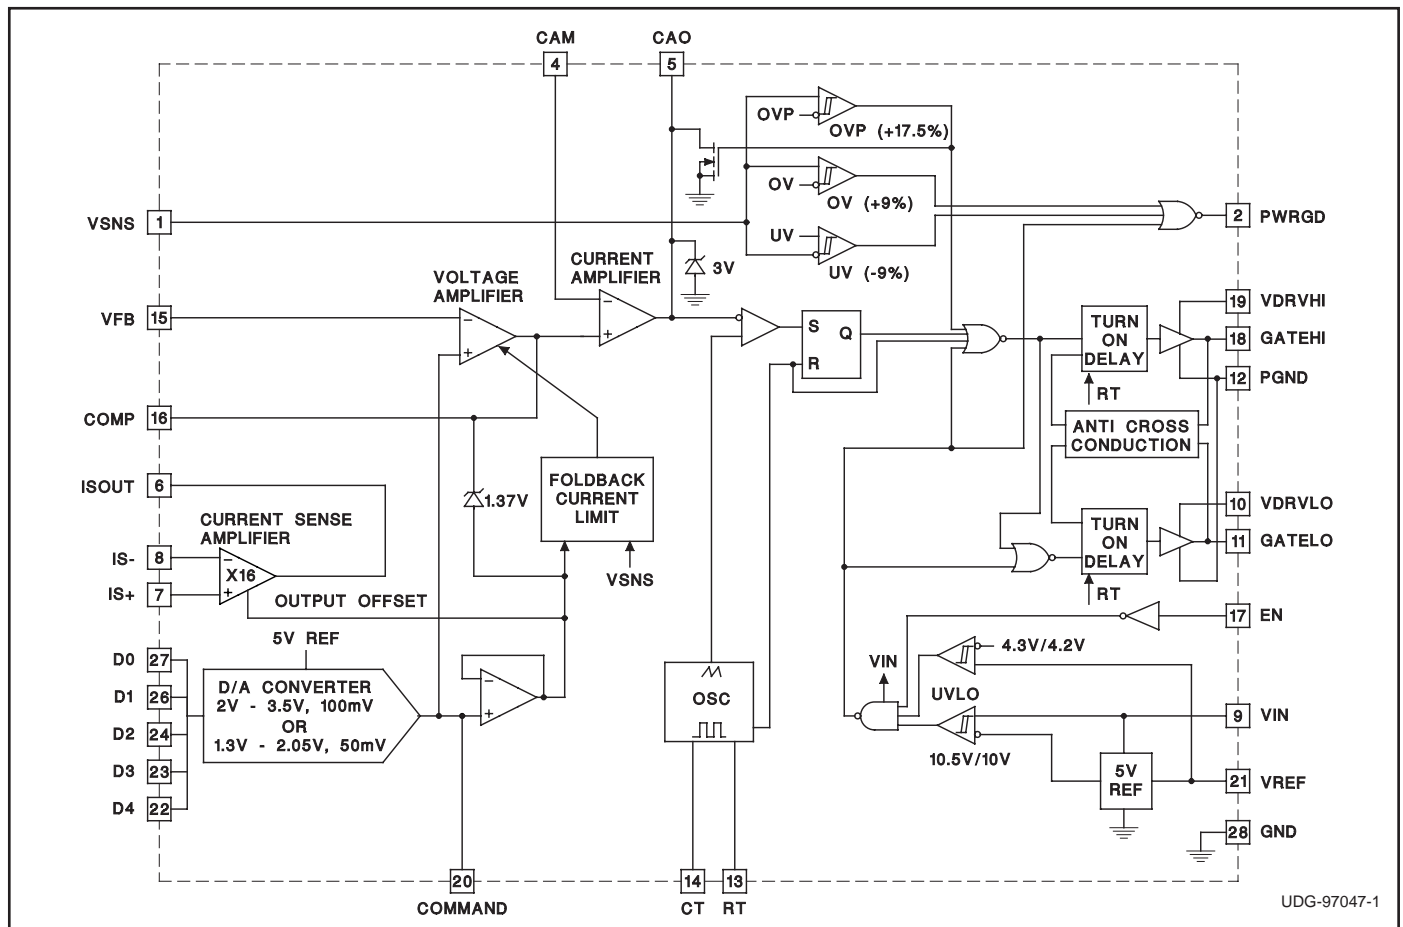 CAM
CAO
4
5
OVP
OVP (+17.5%)
OV
OV (+9%)
VSNS
1
2
PWRGD
UV
UV (-9%)
CURRENT
AMPLIFIER
3V
VOLTAGE
AMPLIFIER
−
+
19
VDRVHI
VFB
15
−
+
S
Q
R
TURN
ON
DELAY
18
GATEHI
12
PGND
RT
COMP
16
ANTI CROSS
CONDUCTION
FOLDBACK
CURRENT
LIMIT
1.37V
ISOUT
6
10
VDRVLO
CURRENT SENSE
AMPLIFIER
TURN
ON
DELAY
11
GATELO
IS-
8
−
X16
+
IS+
7
VSNS
RT
OUTPUT OFFSET
17
EN
5V REF
4.3V/4.2V
D0
27
VIN
D1
26
D/A CONVERTER
2V - 3.5V, 100mV
OR
1.3V - 2.05V, 50mV
−
+
OSC
UVLO
9
VIN
D2
24
10.5V/10V
D3
23
5V
REF
21
VREF
D4
22
28
GND
20
14
13
COMMAND
CT
RT
UDG-97047-1